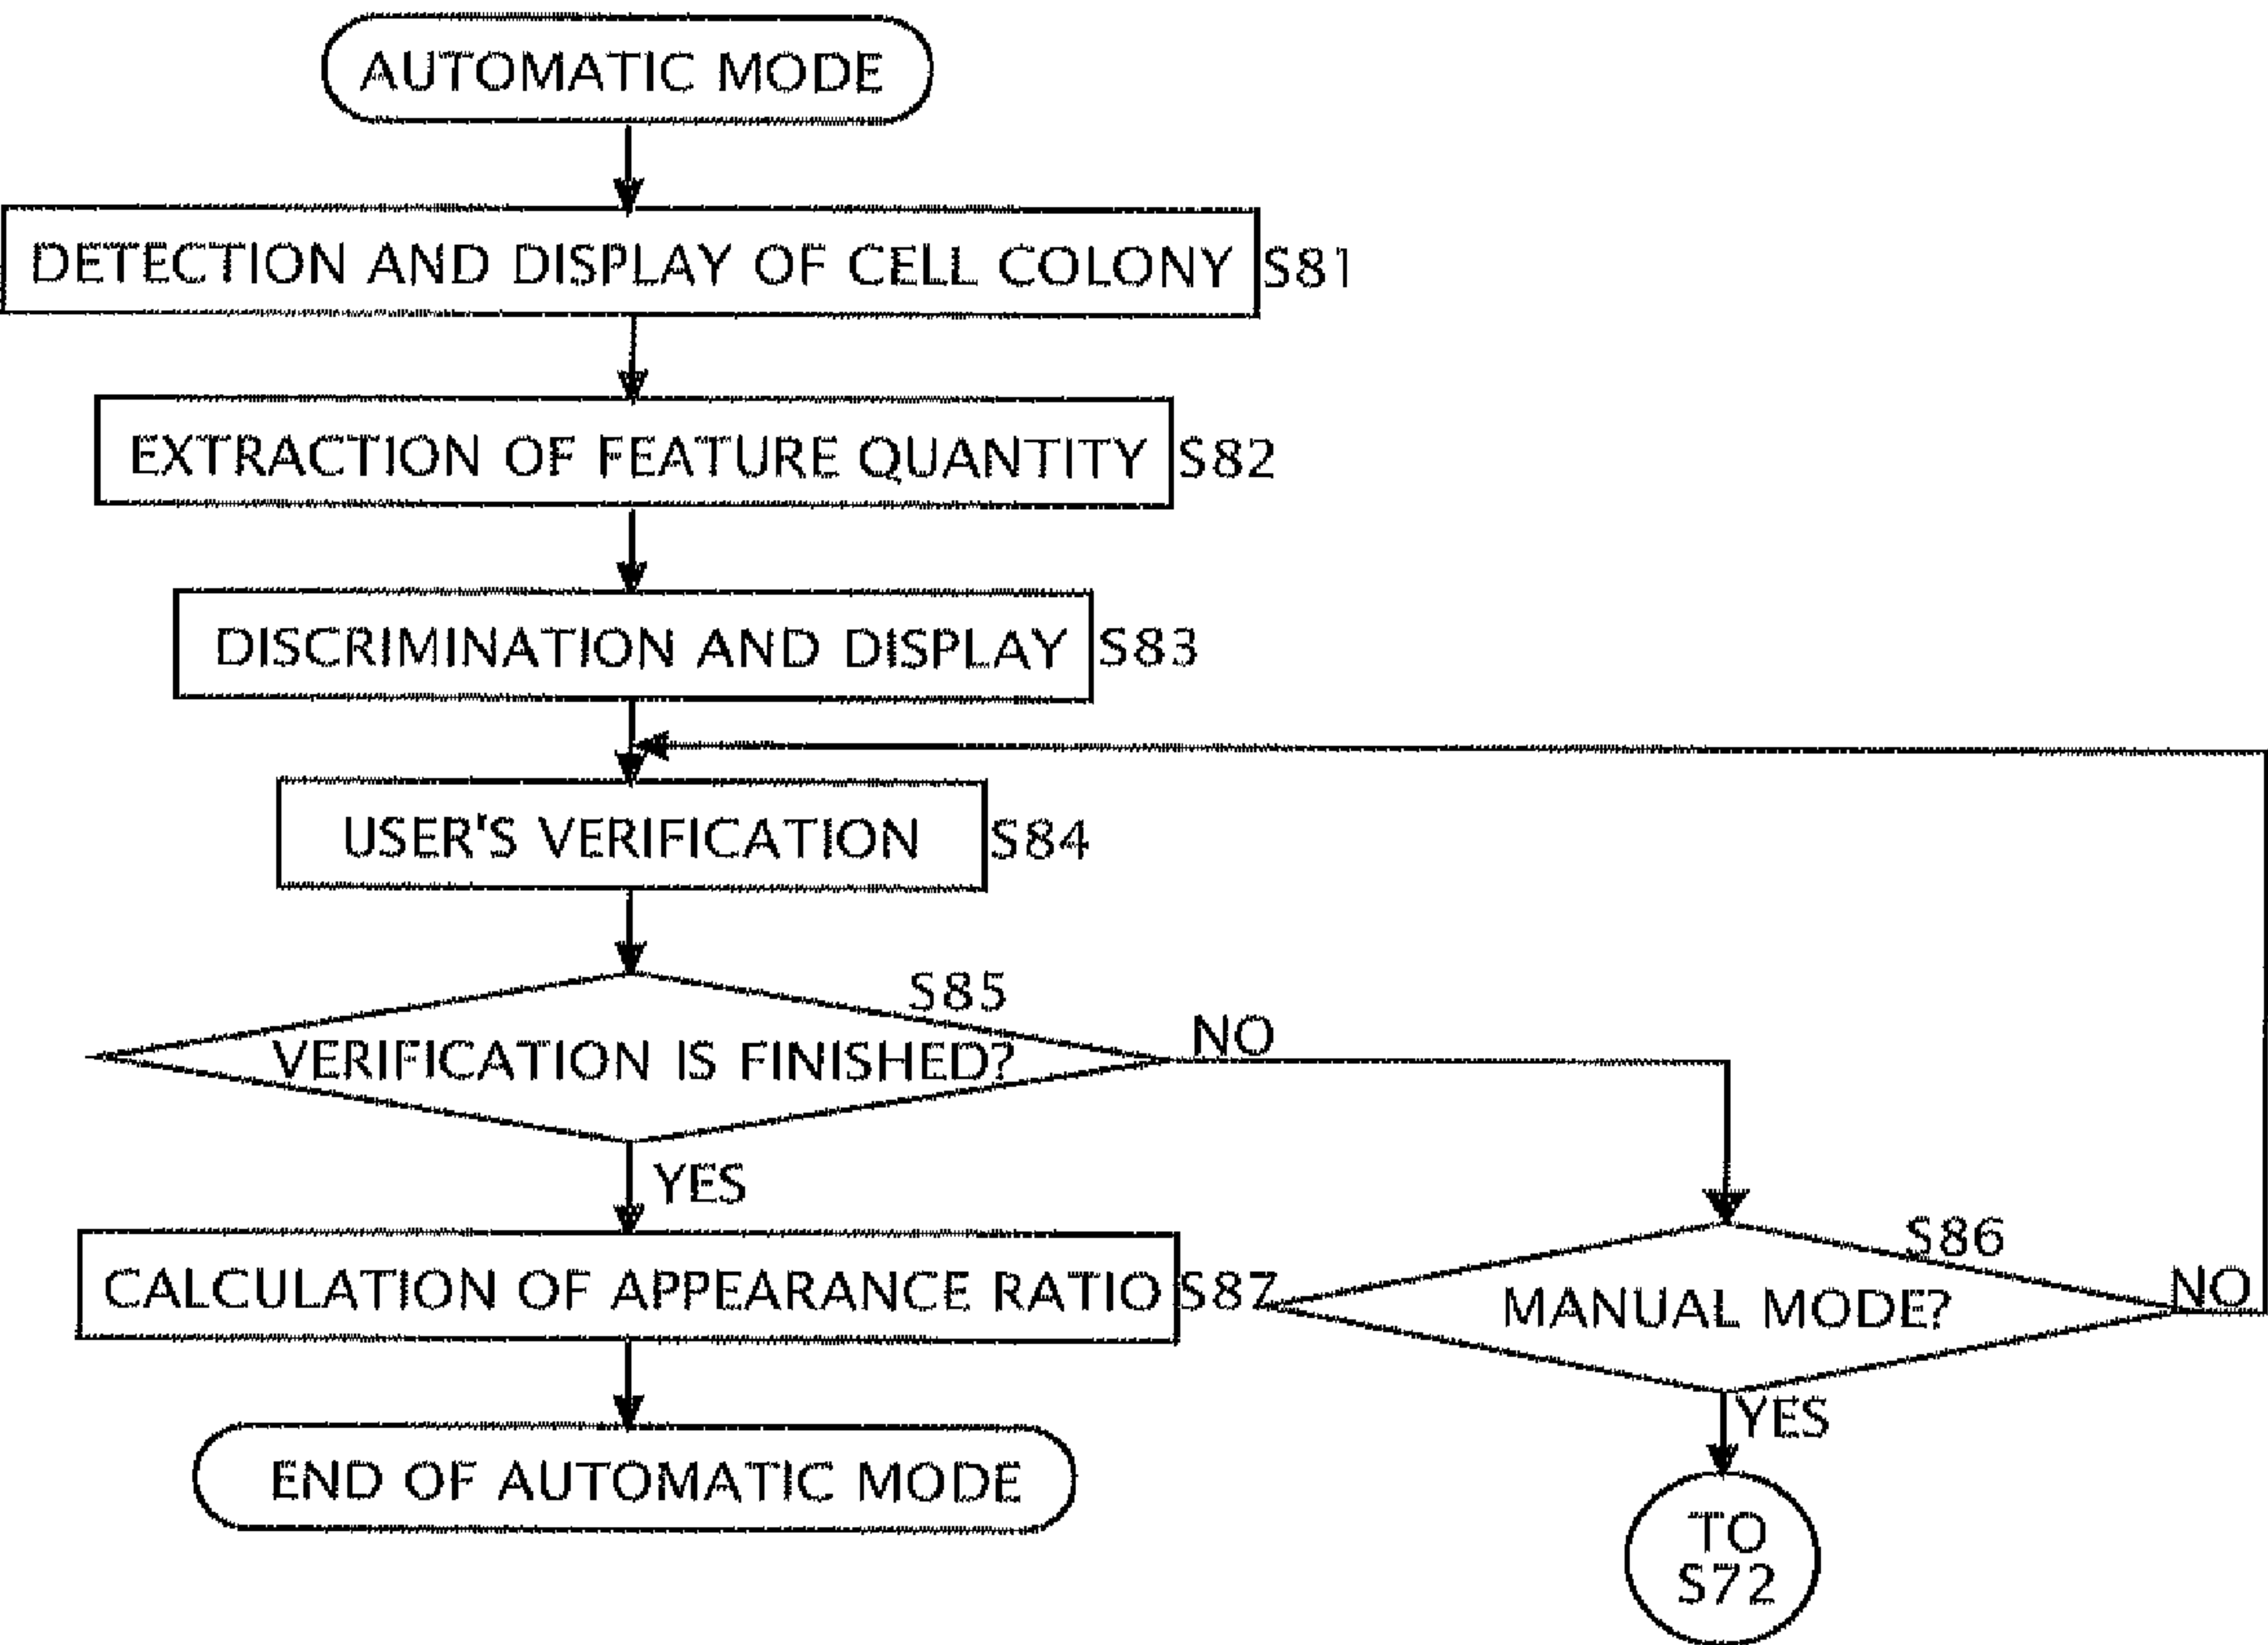 AUTOMATIC MODE
DETECTION AND DISPLAY OF CELL COLONY S81
EXTRACTION OF FEATURE QUANTITY S82
DISCRIMINATION AND DISPLAY S83
USER'S VERIFICATION S84
S85
VERIFICATION IS FINISHED?
NO
YES
CALCULATION OF APPEARANCE RATIO S87
S86
MANUAL MODE?
NO
YES
END OF AUTOMATIC MODE
TO
S72